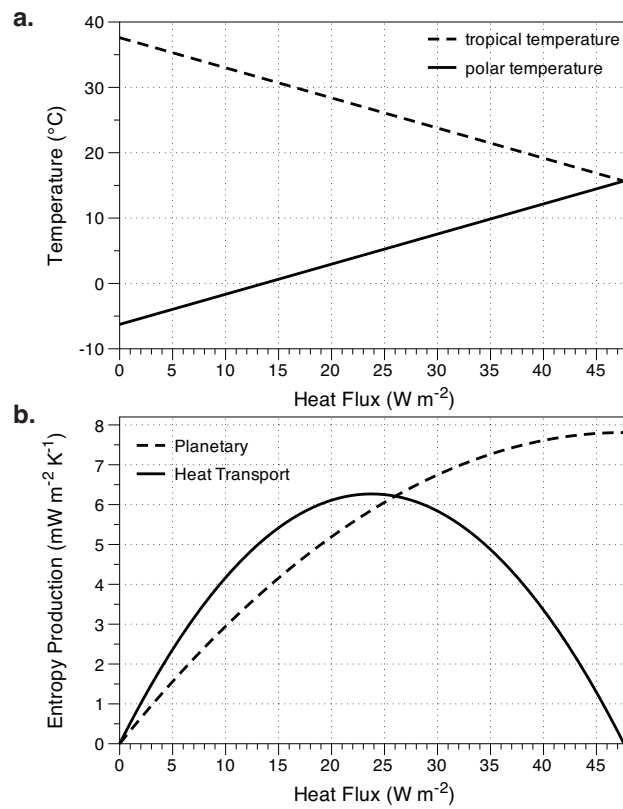 a.
40
30
20
10
0
-10
Temperature (°C)
tropical temperature
polar temperature
0 5 10 15 20 25 30 35 40 45
Heat Flux (W m-2)
b.
8
7
6
5
4
3
2
1
0
Entropy Production (mW m-2 K-1)
Planetary
Heat Transport
0 5 10 15 20 25 30 35 40 45
Heat Flux (W m-2)